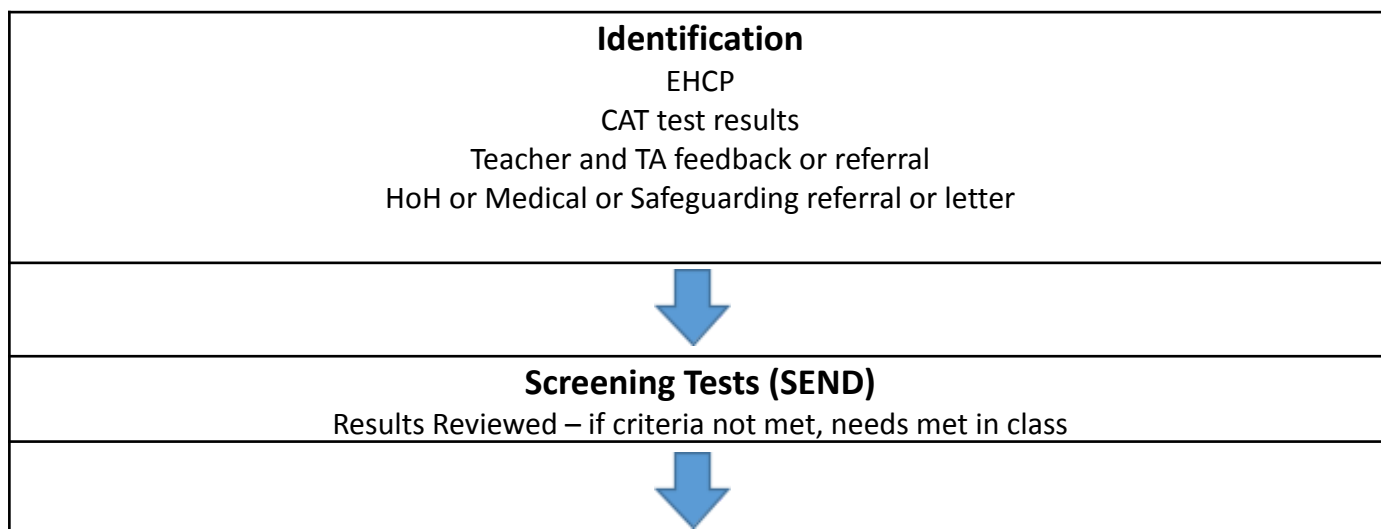 Identification
EHCP
CAT test results
Teacher and TA feedback or referral
HoH or Medical or Safeguarding referral or letter
Screening Tests (SEND)
Results Reviewed – if criteria not met, needs met in class